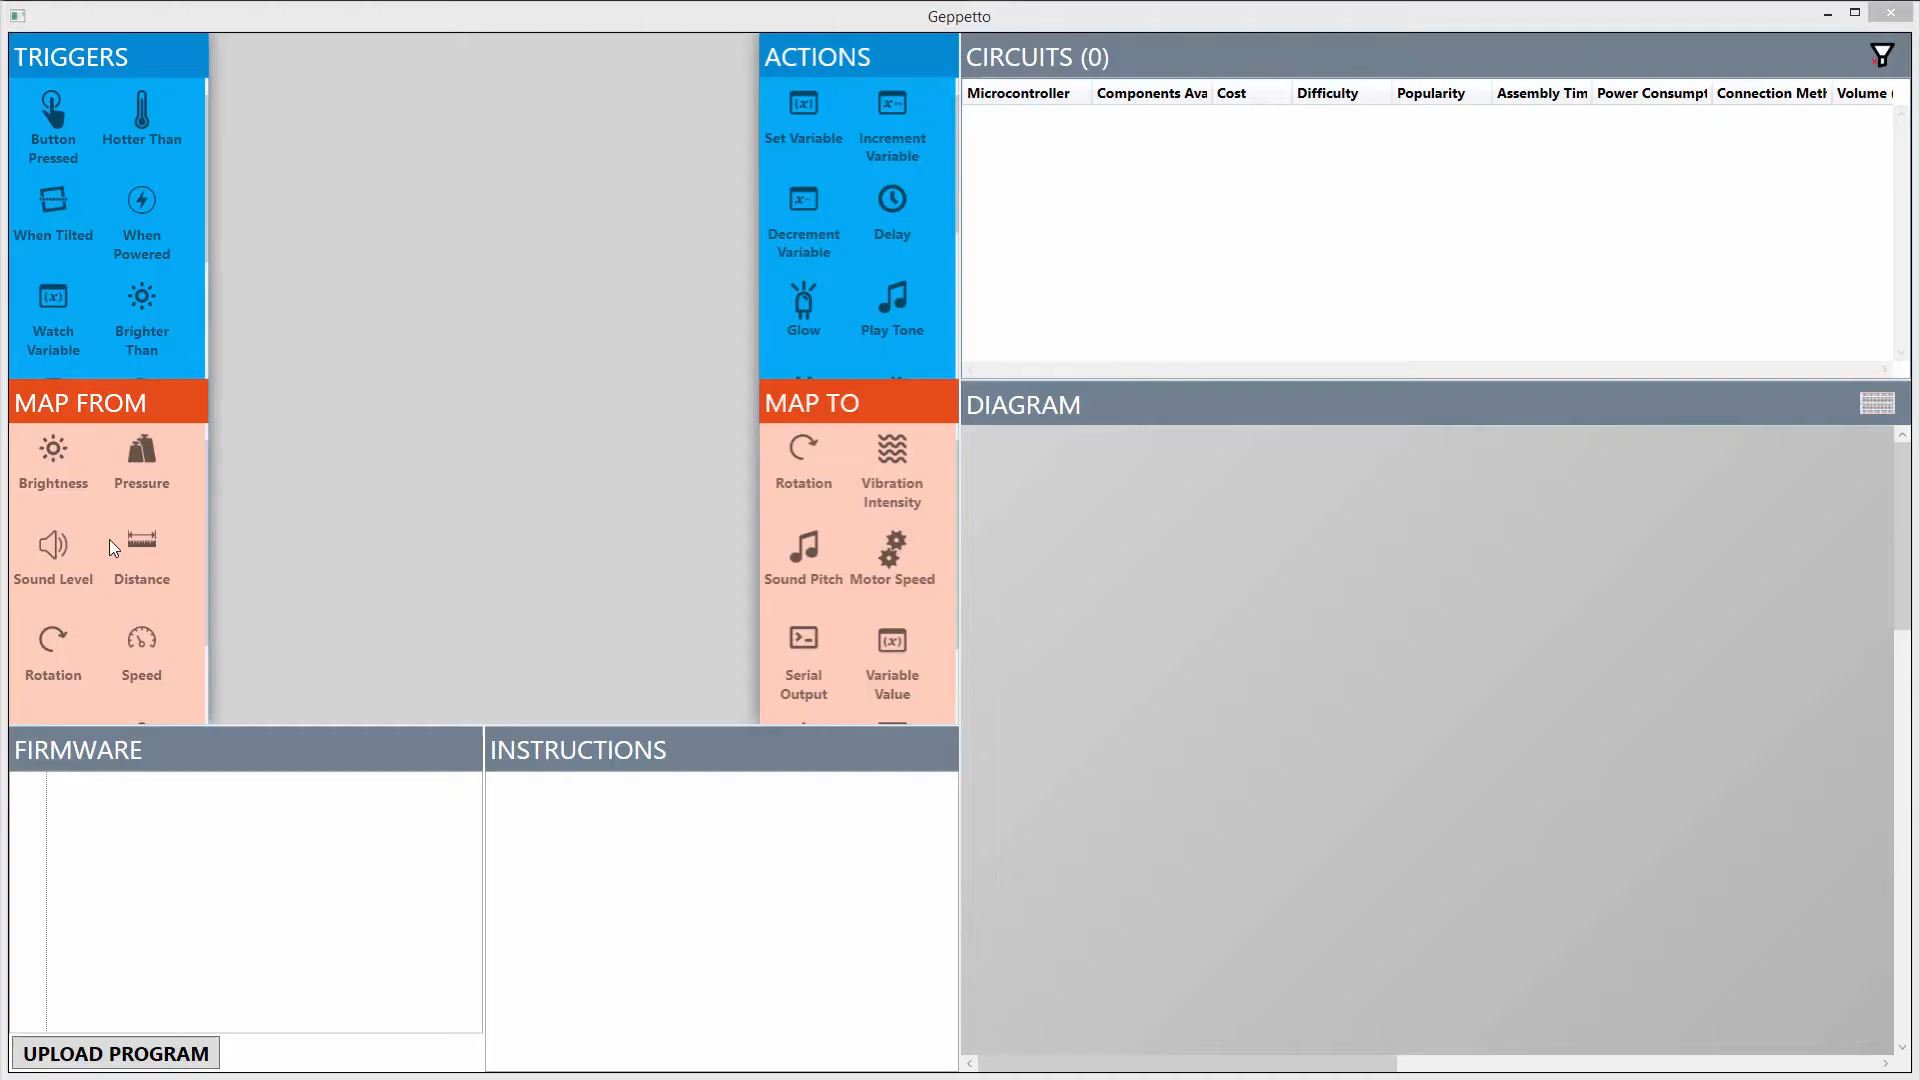 Geppetto
TRIGGERS
Button
Pressed
Hotter Than
When Tilted
When
Powered
Watch
Variable
Brighter
Than
MAP FROM
Brightness
Pressure
Sound Level
Distance
Rotation
Speed
ACTIONS
(x)
Set Variable
Increment
Variable
Decrement
Variable
Delay
Glow
Play Tone
MAP TO
Rotation
Vibration
Intensity
Sound Pitch
Motor Speed
Serial
Output
Variable
Value
CIRCUITS (0)
Microcontroller
Components Ava
Cost
Difficulty
Popularity
Assembly Tim
Power Consumpt
Connection Meth
Volume (
DIAGRAM
FIRMWARE
UPLOAD PROGRAM
INSTRUCTIONS